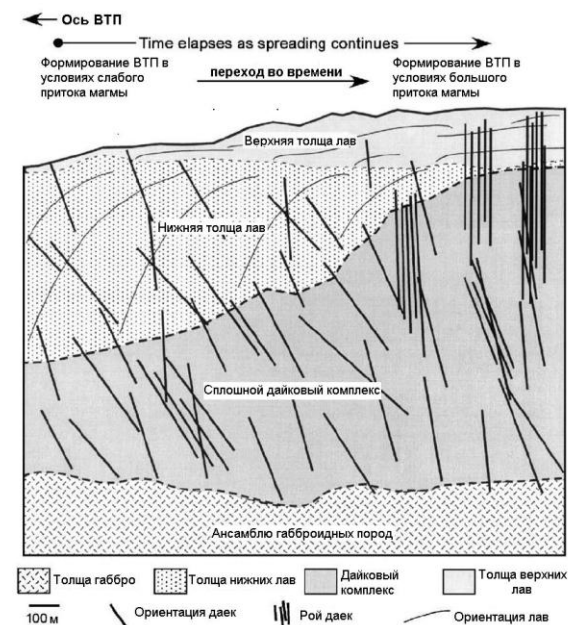 Ось ВТП
Time elapses as spreading continues
Формирование ВТП в
условиях слабого
притока магмы
переход во времени
Формирование ВТП в
условиях большого
притока магмы
Верхняя толща лав
Нижняя толща лав
Сплошной дайковый комплекс
Ансамблю габброидных пород
Толща габбро
Толща нижних лав
Дайковый
комплекс
Толща верхних
лав
100 м
Ориентация даек
Рой даек
Ориентация лав